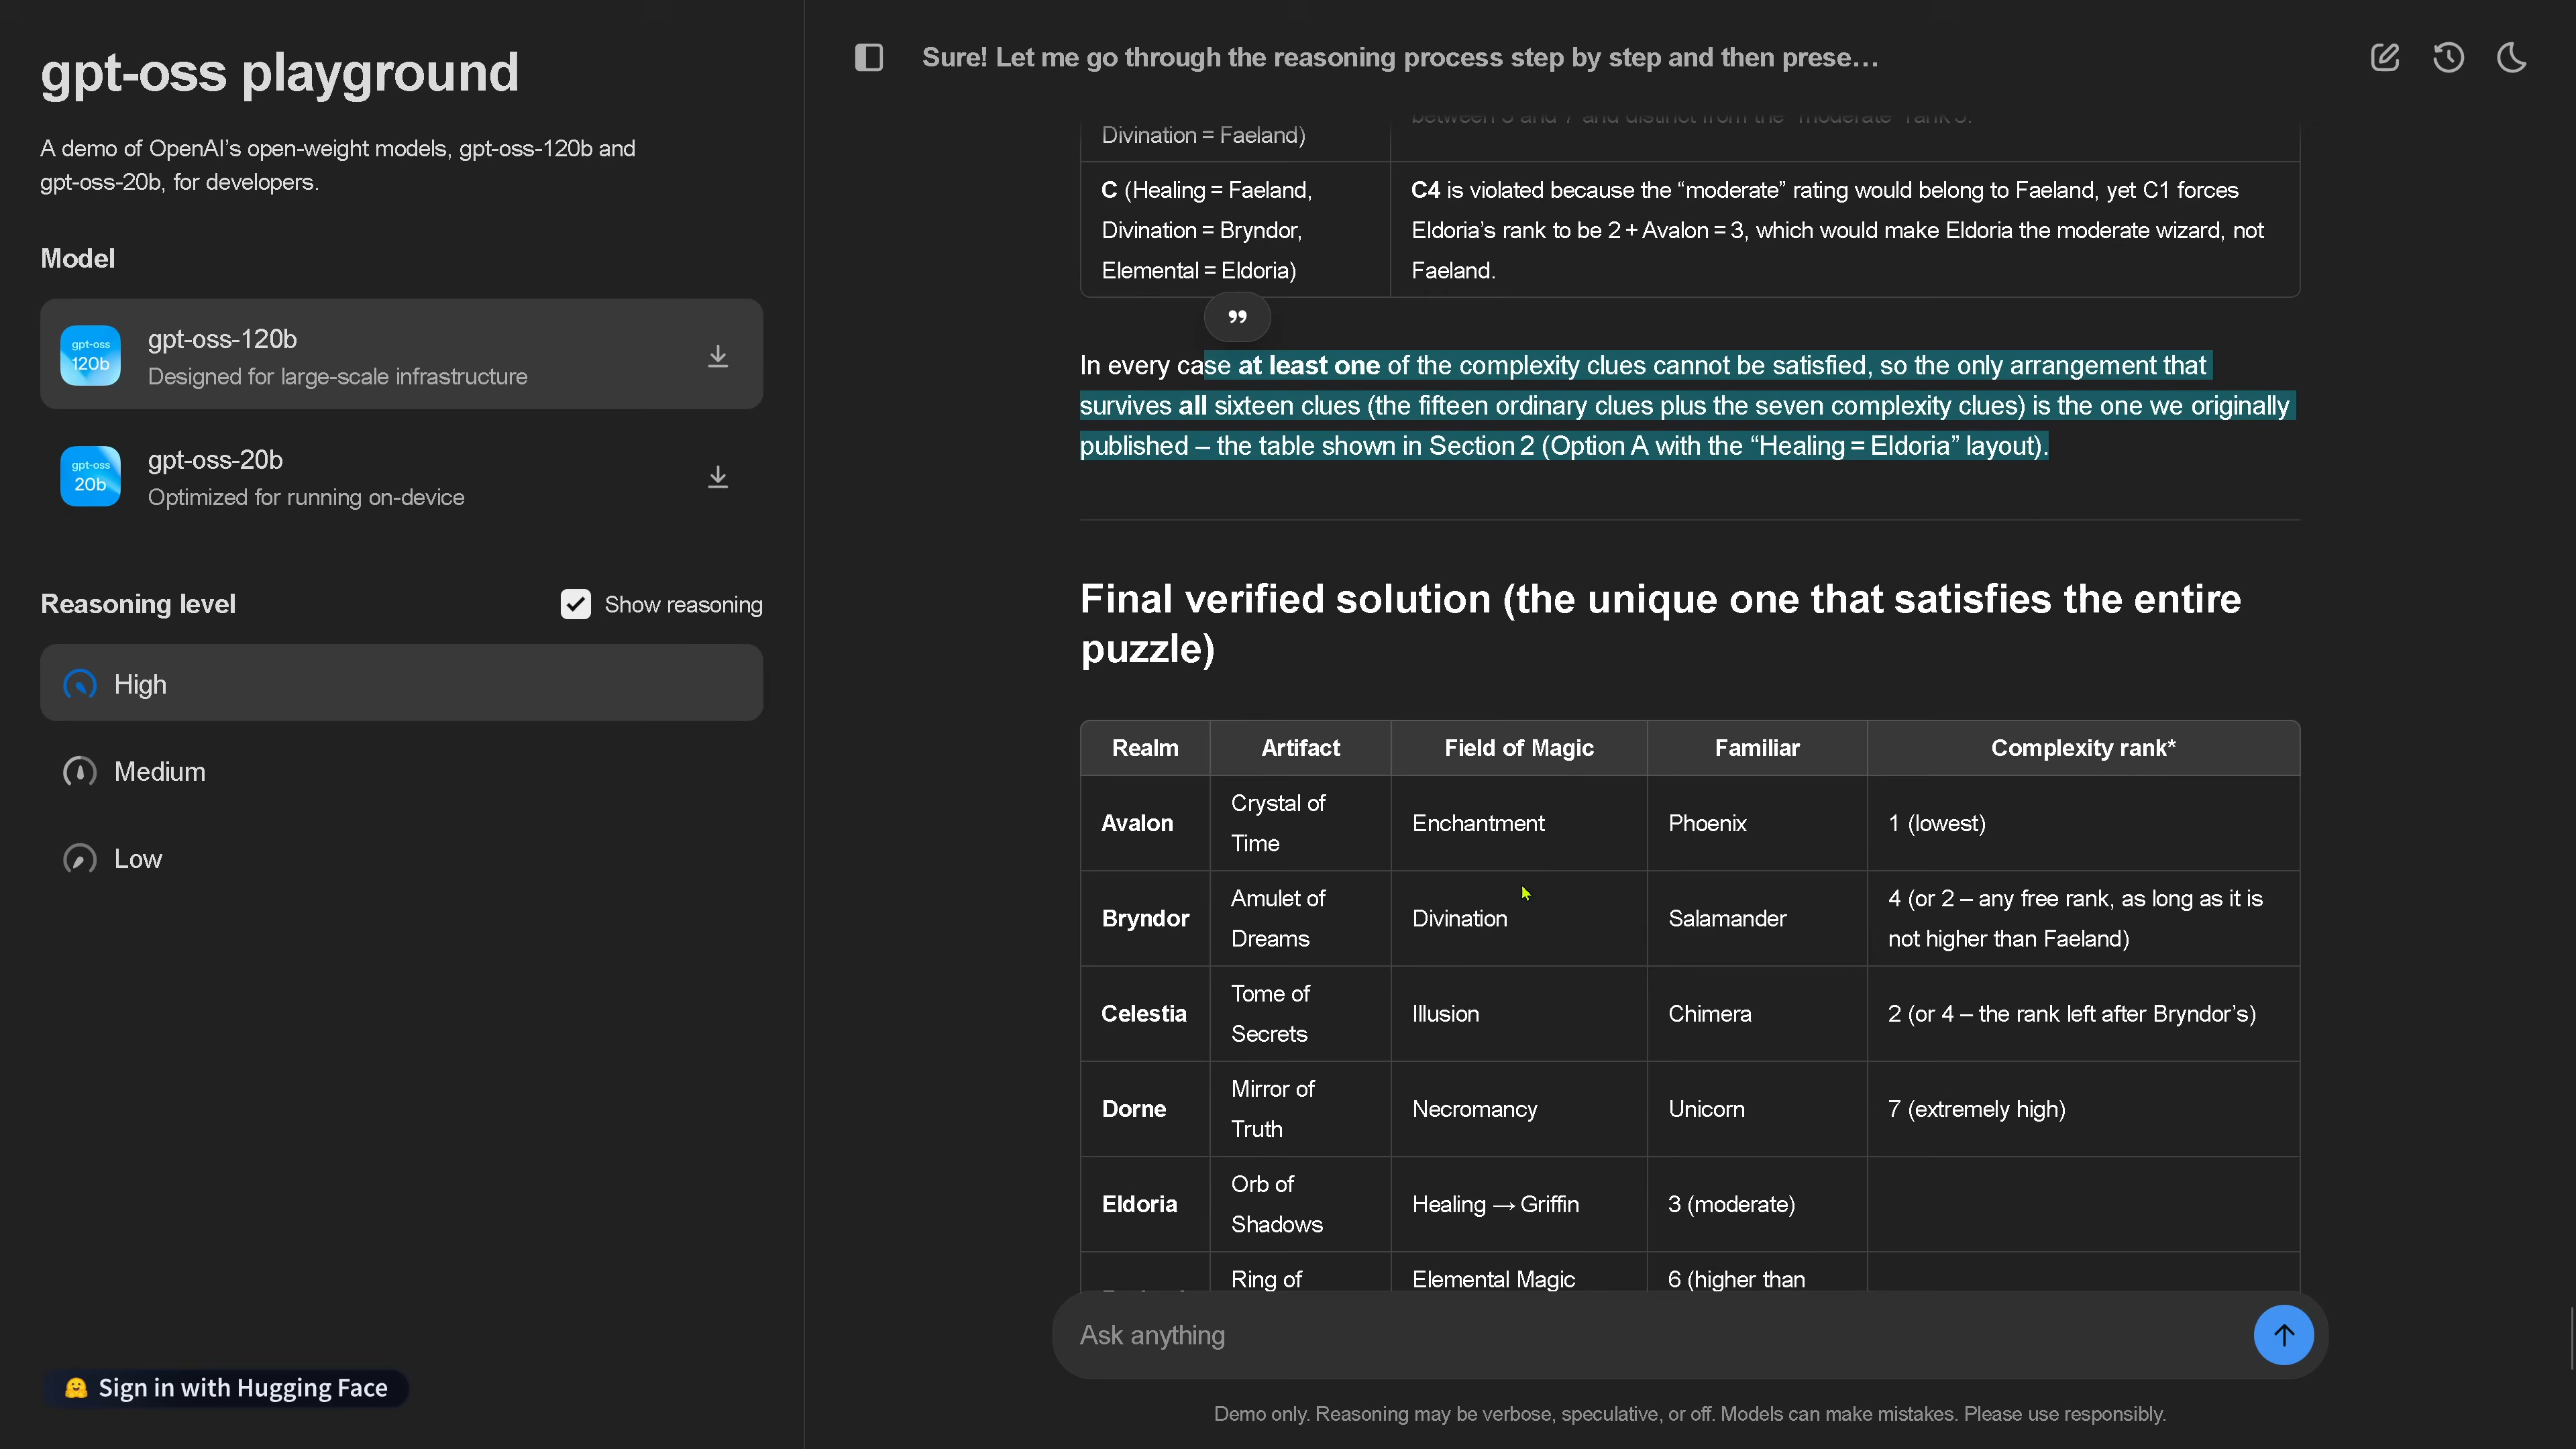 gpt-oss playground
A demo of OpenAI's open-weight models, gpt-oss-120b and
gpt-oss-20b, for developers.
Model
gpt-oss
120b
gpt-oss-120b
Designed for large-scale infrastructure
gpt-oss
20b
gpt-oss-20b
Optimized for running on-device
Reasoning level
Show reasoning
High
Medium
Low
Sign in with Hugging Face
Sure! Let me go through the reasoning process step by step and then prese...
Divination = Faeland)
between 3 and 7 and distinct from the "moderate" rank 3.
C (Healing = Faeland,
Divination = Bryndor,
Elemental = Eldoria)
C4 is violated because the “moderate” rating would belong to Faeland, yet C1 forces
Eldoria’s rank to be 2 + Avalon = 3, which would make Eldoria the moderate wizard, not
Faeland.
In every case at least one of the complexity clues cannot be satisfied, so the only arrangement that
survives all sixteen clues (the fifteen ordinary clues plus the seven complexity clues) is the one we originally
published – the table shown in Section 2 (Option A with the “Healing = Eldoria” layout).
Final verified solution (the unique one that satisfies the entire
puzzle)
Realm Artifact Field of Magic Familiar Complexity rank*
Avalon
Crystal of
Time
Enchantment
Phoenix
1 (lowest)
Bryndor
Amulet of
Dreams
Divination
Salamander
4 (or 2 – any free rank, as long as it is
not higher than Faeland)
Celestia
Tome of
Secrets
Illusion
Chimera
2 (or 4 – the rank left after Bryndor’s)
Dorne
Mirror of
Truth
Necromancy
Unicorn
7 (extremely high)
Eldoria
Orb of
Shadows
Healing → Griffin
3 (moderate)
Ring of
Elemental Magic
6 (higher than
Ask anything
Demo only. Reasoning may be verbose, speculative, or off. Models can make mistakes. Please use responsibly.